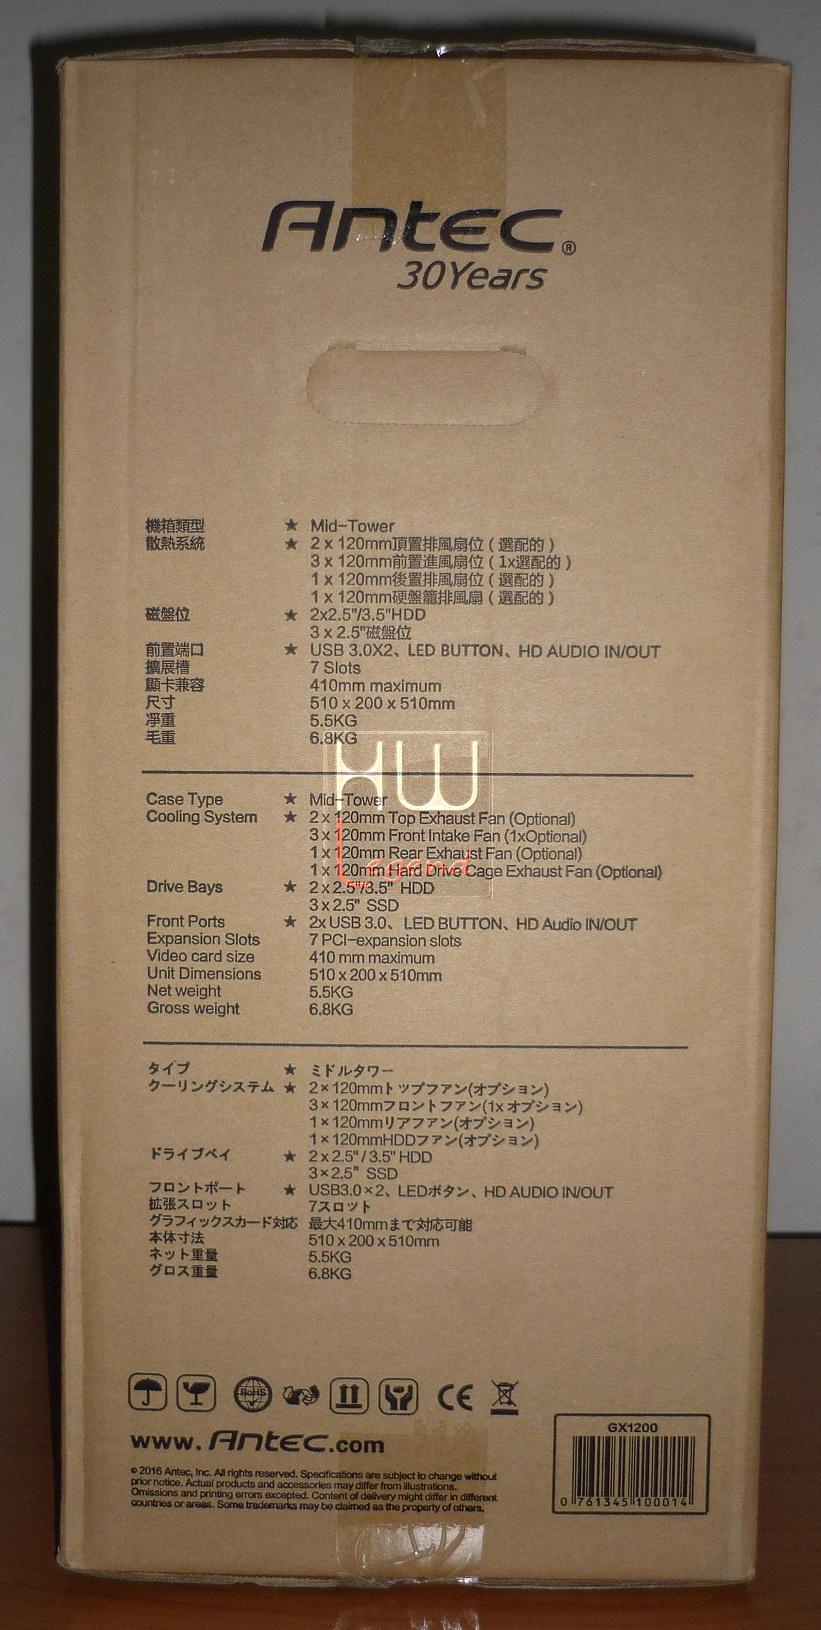 Antec®
30Years
機箱類型 ★ Mid-Tower
散熱系統 ★ 2 x 120mm頂置排風扇位 ( 選配的 )
3 x 120mm前置進風扇位 ( 1x選配的 )
1 x 120mm後置排風扇位 ( 選配的 )
1 x 120mm硬盤籠排風扇 ( 選配的 )
磁盤位 ★ 2x2.5"/3.5"HDD
3 x 2.5"磁盤位
前置端口 ★ USB 3.0X2、LED BUTTON、HD AUDIO IN/OUT
擴展槽 7 Slots
顯卡兼容 410mm maximum
尺寸 510 x 200 x 510mm
凈重 5.5KG
毛重 6.8KG
HW
Legend
Case Type ★ Mid-Tower
Cooling System ★ 2 x 120mm Top Exhaust Fan (Optional)
3 x 120mm Front Intake Fan (1xOptional)
1 x 120mm Rear Exhaust Fan (Optional)
1 x 120mm Hard Drive Cage Exhaust Fan (Optional)
Drive Bays ★ 2 x 2.5"/3.5" HDD
3 x 2.5" SSD
Front Ports ★ 2x USB 3.0、LED BUTTON、HD Audio IN/OUT
Expansion Slots 7 PCI-expansion slots
Video card size 410 mm maximum
Unit Dimensions 510 x 200 x 510mm
Net weight 5.5KG
Gross weight 6.8KG
タイプ ★ ミドルタワー
クーリングシステム ★ 2×120mmトップファン(オプション)
3×120mmフロントファン(1x オプション)
1×120mmリアファン(オプション)
1×120mmHDDファン(オプション)
ドライブベイ ★ 2 x 2.5" / 3.5" HDD
3×2.5" SSD
フロントポート ★ USB3.0×2、LEDボタン、HD AUDIO IN/OUT
拡張スロット 7スロット
グラフィックスカード対応 最大410mmまで対応可能
本体寸法 510 x 200 x 510mm
ネット重量 5.5KG
グロス重量 6.8KG
RoHS CE
www.Antec.com
© 2016 Antec, Inc. All rights reserved. Specifications are subject to change without
prior notice. Actual products and accessories may differ from illustrations.
Omissions and printing errors excepted. Content of delivery might differ in different
countries or areas. Some trademarks may be claimed as the property of others.
GX1200
0 761345 100014